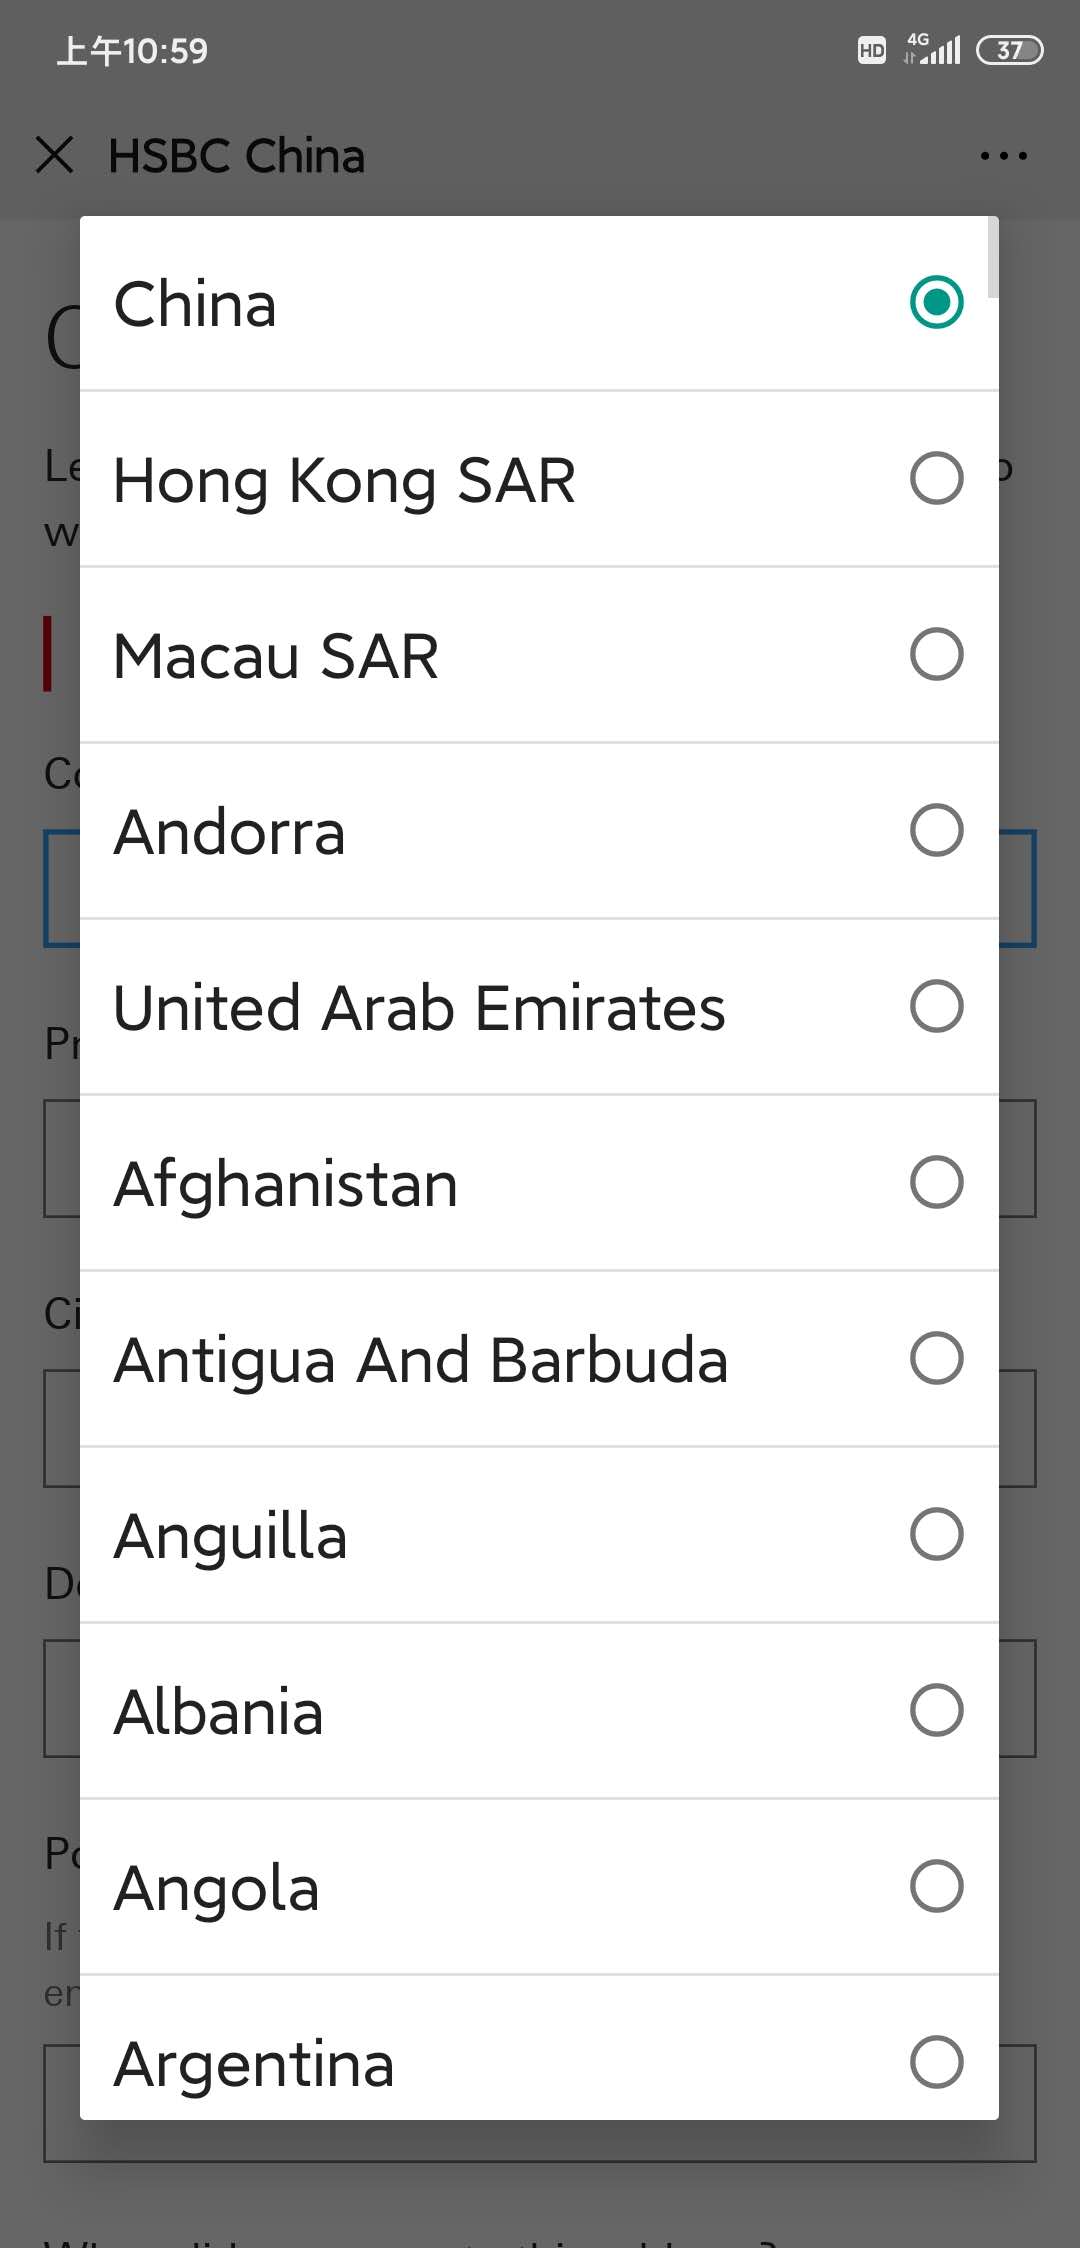 上午10:59
HD 4G 37
HSBC China
China
Hong Kong SAR
Macau SAR
Andorra
United Arab Emirates
Afghanistan
Antigua And Barbuda
Anguilla
Albania
Angola
If
Argentina